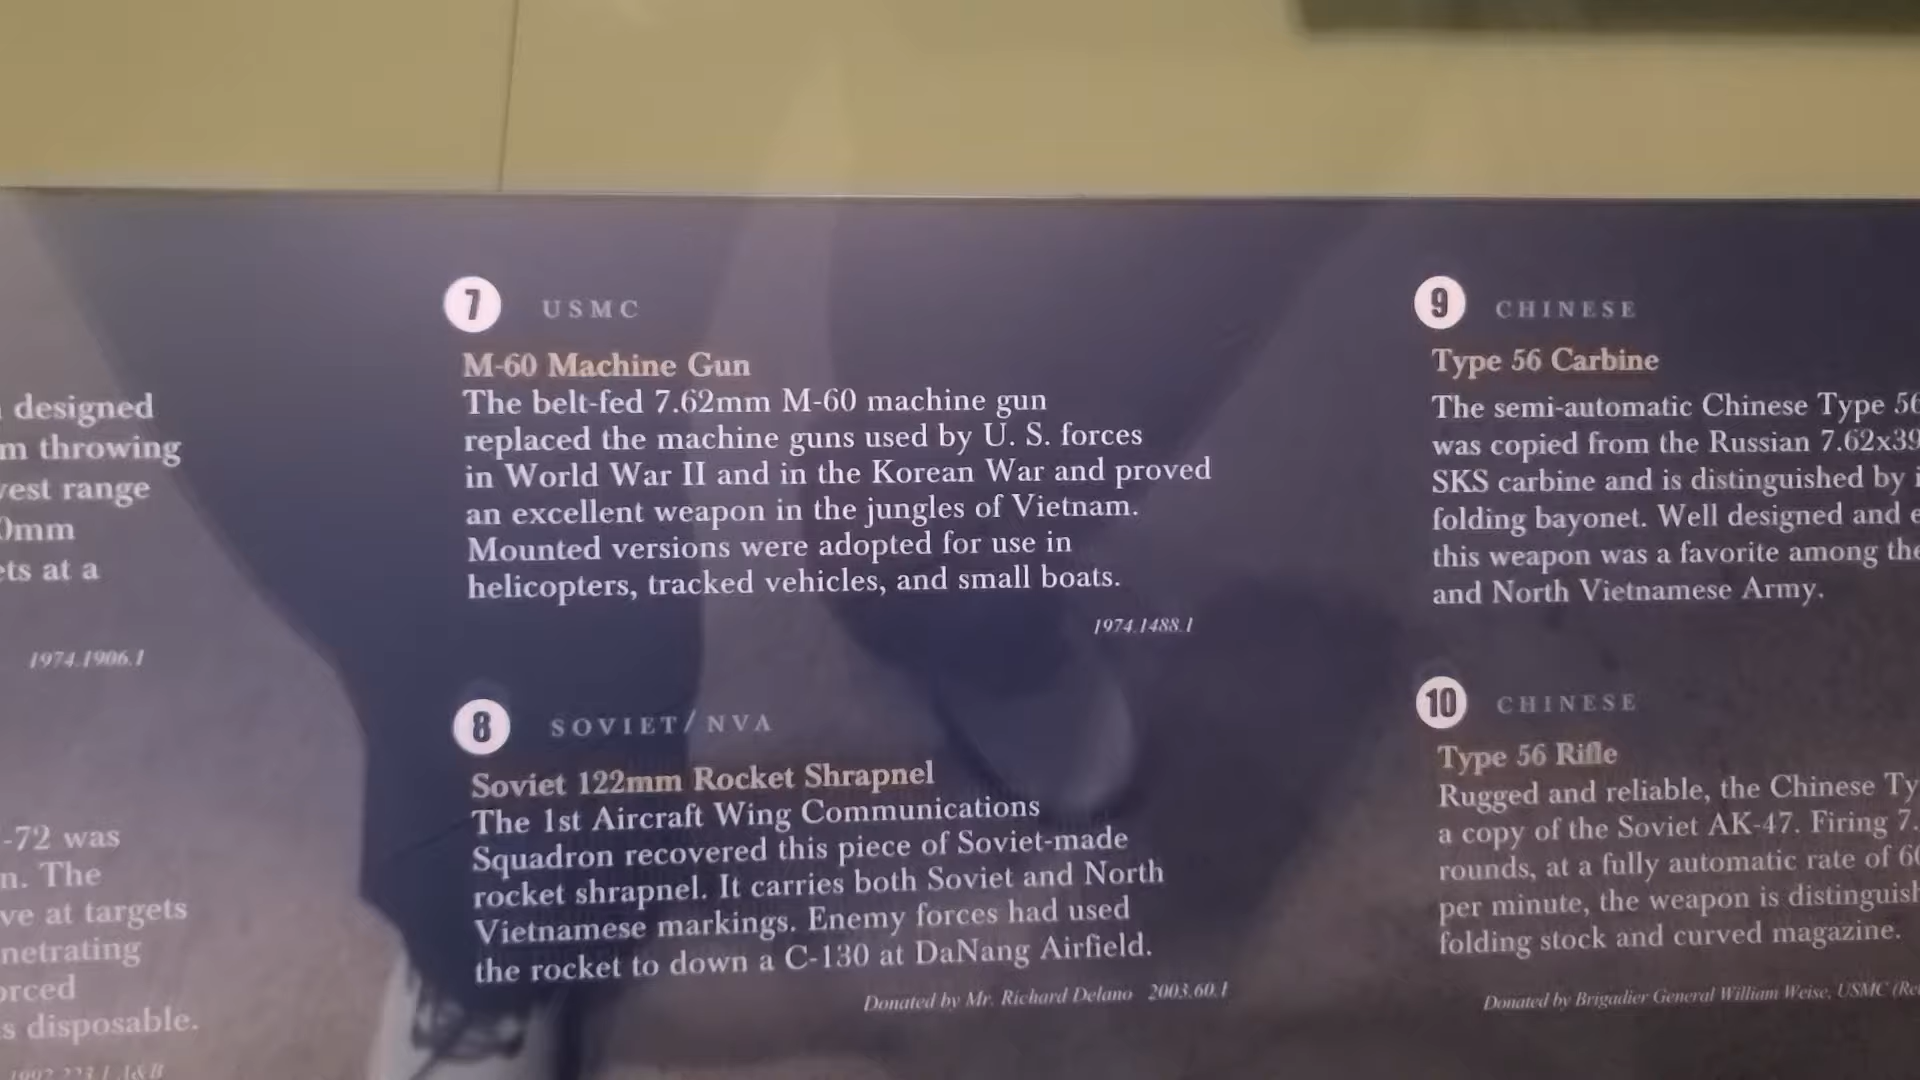 designed
throwing
range
mm
at a
1974.1906.1
-72 was
The
at targets
disposable.
7 USMC
M-60 Machine Gun
The belt-fed 7.62mm M-60 machine gun
replaced the machine guns used by U. S. forces
in World War II and in the Korean War and proved
an excellent weapon in the jungles of Vietnam.
Mounted versions were adopted for use in
helicopters, tracked vehicles, and small boats.
1974.1488.1
8 SOVIET/NVA
Soviet 122mm Rocket Shrapnel
The 1st Aircraft Wing Communications
Squadron recovered this piece of Soviet-made
rocket shrapnel. It carries both Soviet and North
Vietnamese markings. Enemy forces had used
the rocket to down a C-130 at DaNang Airfield.
Donated by Mr. Richard Delano 2003.60.1
9 CHINESE
Type 56 Carbine
The semi-automatic Chinese Type 56
was copied from the Russian 7.62x39
SKS carbine and is distinguished by
folding bayonet. Well designed and
this weapon was a favorite among the
and North Vietnamese Army.
10 CHINESE
Type 56 Rifle
Rugged and reliable, the Chinese Ty
a copy of the Soviet AK-47. Firing 7.
rounds, at a fully automatic rate of 60
per minute, the weapon is distinguish
folding stock and curved magazine.
Donated by Brigadier General William Weise, USMC (Re